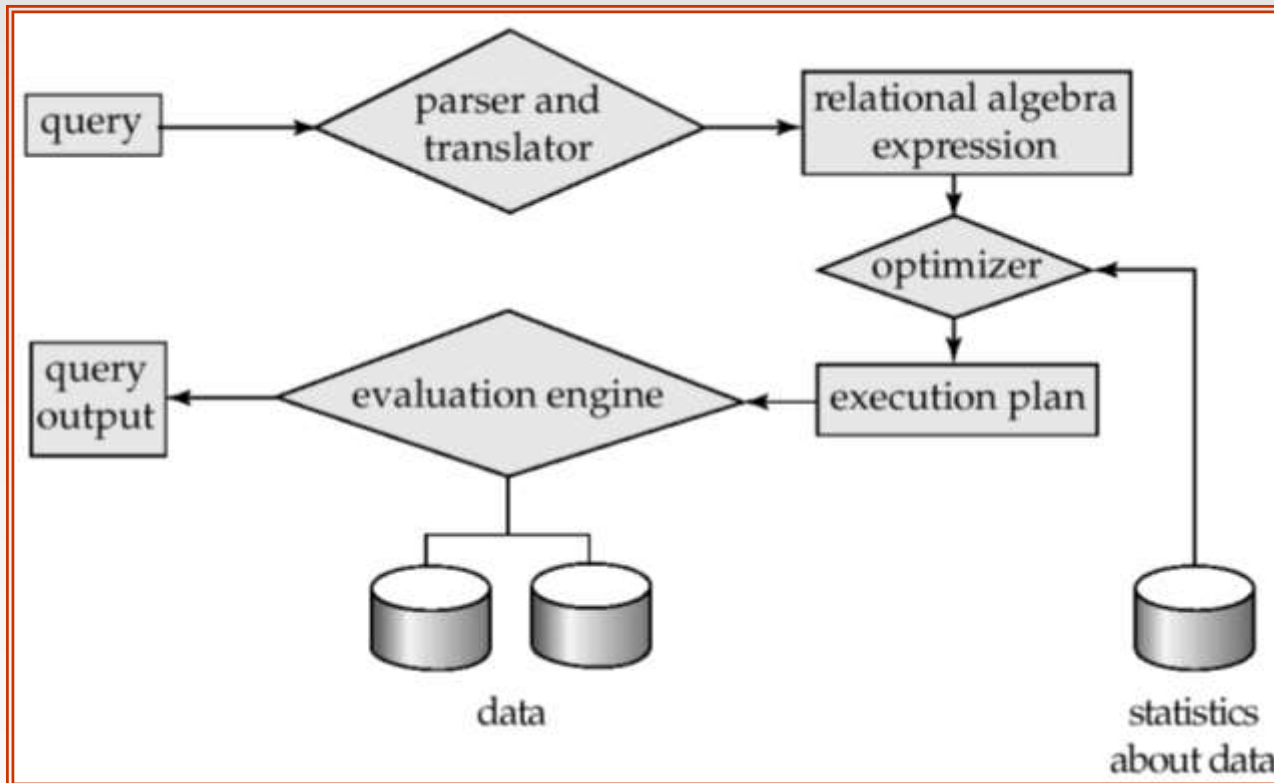 query
parser and
translator
relational algebra
expression
optimizer
query
output
evaluation engine
execution plan
data
statistics
about data